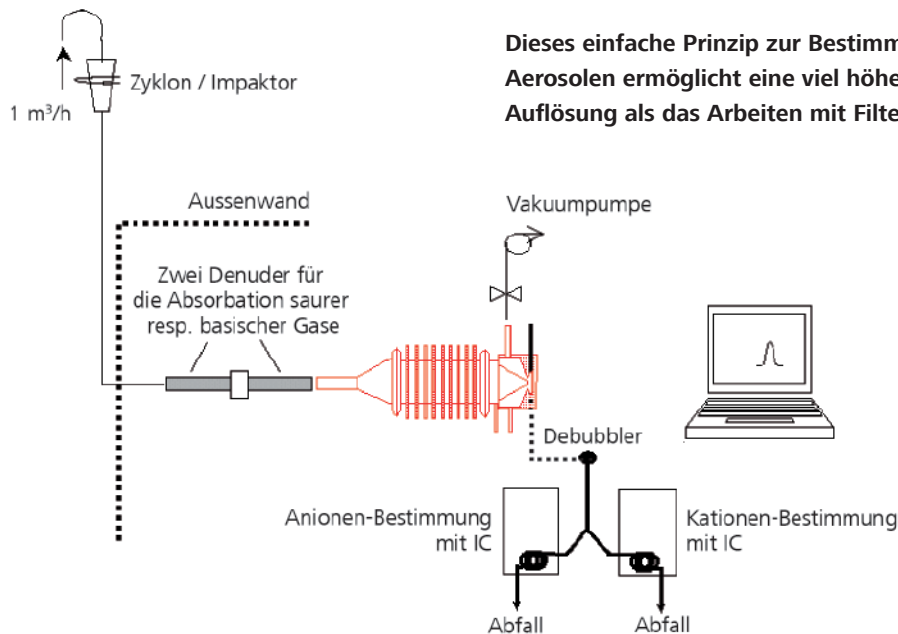 Dieses einfache Prinzip zur Bestimm
Aerosolen ermöglicht eine viel höhe
Auflösung als das Arbeiten mit Filte
Zyklon / Impaktor
1 m³/h
Aussenwand
Vakuumpumpe
Zwei Denuder für
die Absorbation saurer
resp. basischer Gase
Debubbler
Anionen-Bestimmung
mit IC
Kationen-Bestimmung
mit IC
Abfall
Abfall